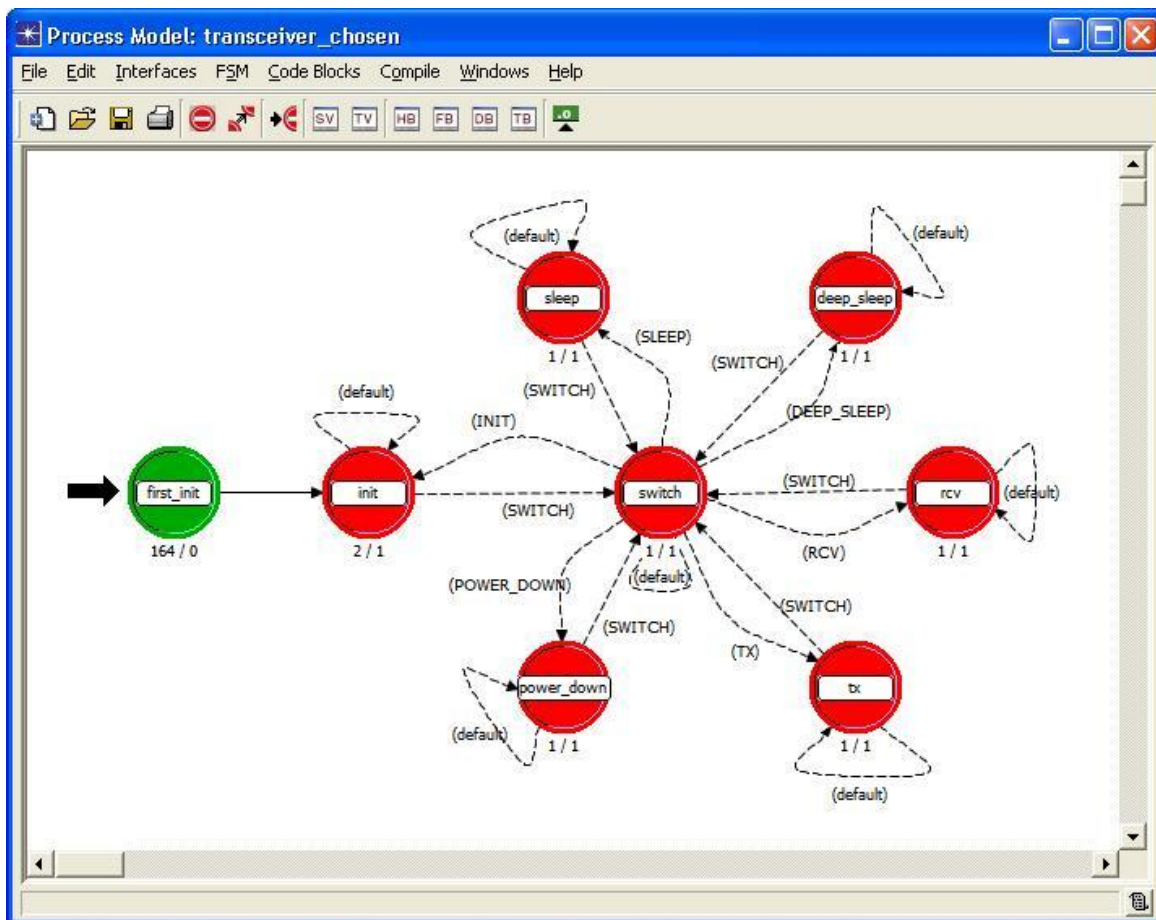 Process Model: transceiver_chosen
File Edit Interfaces FSM Code Blocks Compile Windows Help
SV TV HB FB DB TB .0
(default)
(default)
sleep
deep_sleep
1 / 1
(SLEEP)
1 / 1
(SWITCH)
(default)
(SWITCH)
(DEEP_SLEEP)
(INIT)
first_init
init
switch
(SWITCH)
rcv
(default)
(SWITCH)
164 / 0
2 / 1
1 / 1
(RCV)
1 / 1
(default)
(POWER_DOWN)
(SWITCH)
(SWITCH)
(TX)
power_down
tx
(default)
1 / 1
1 / 1
(default)